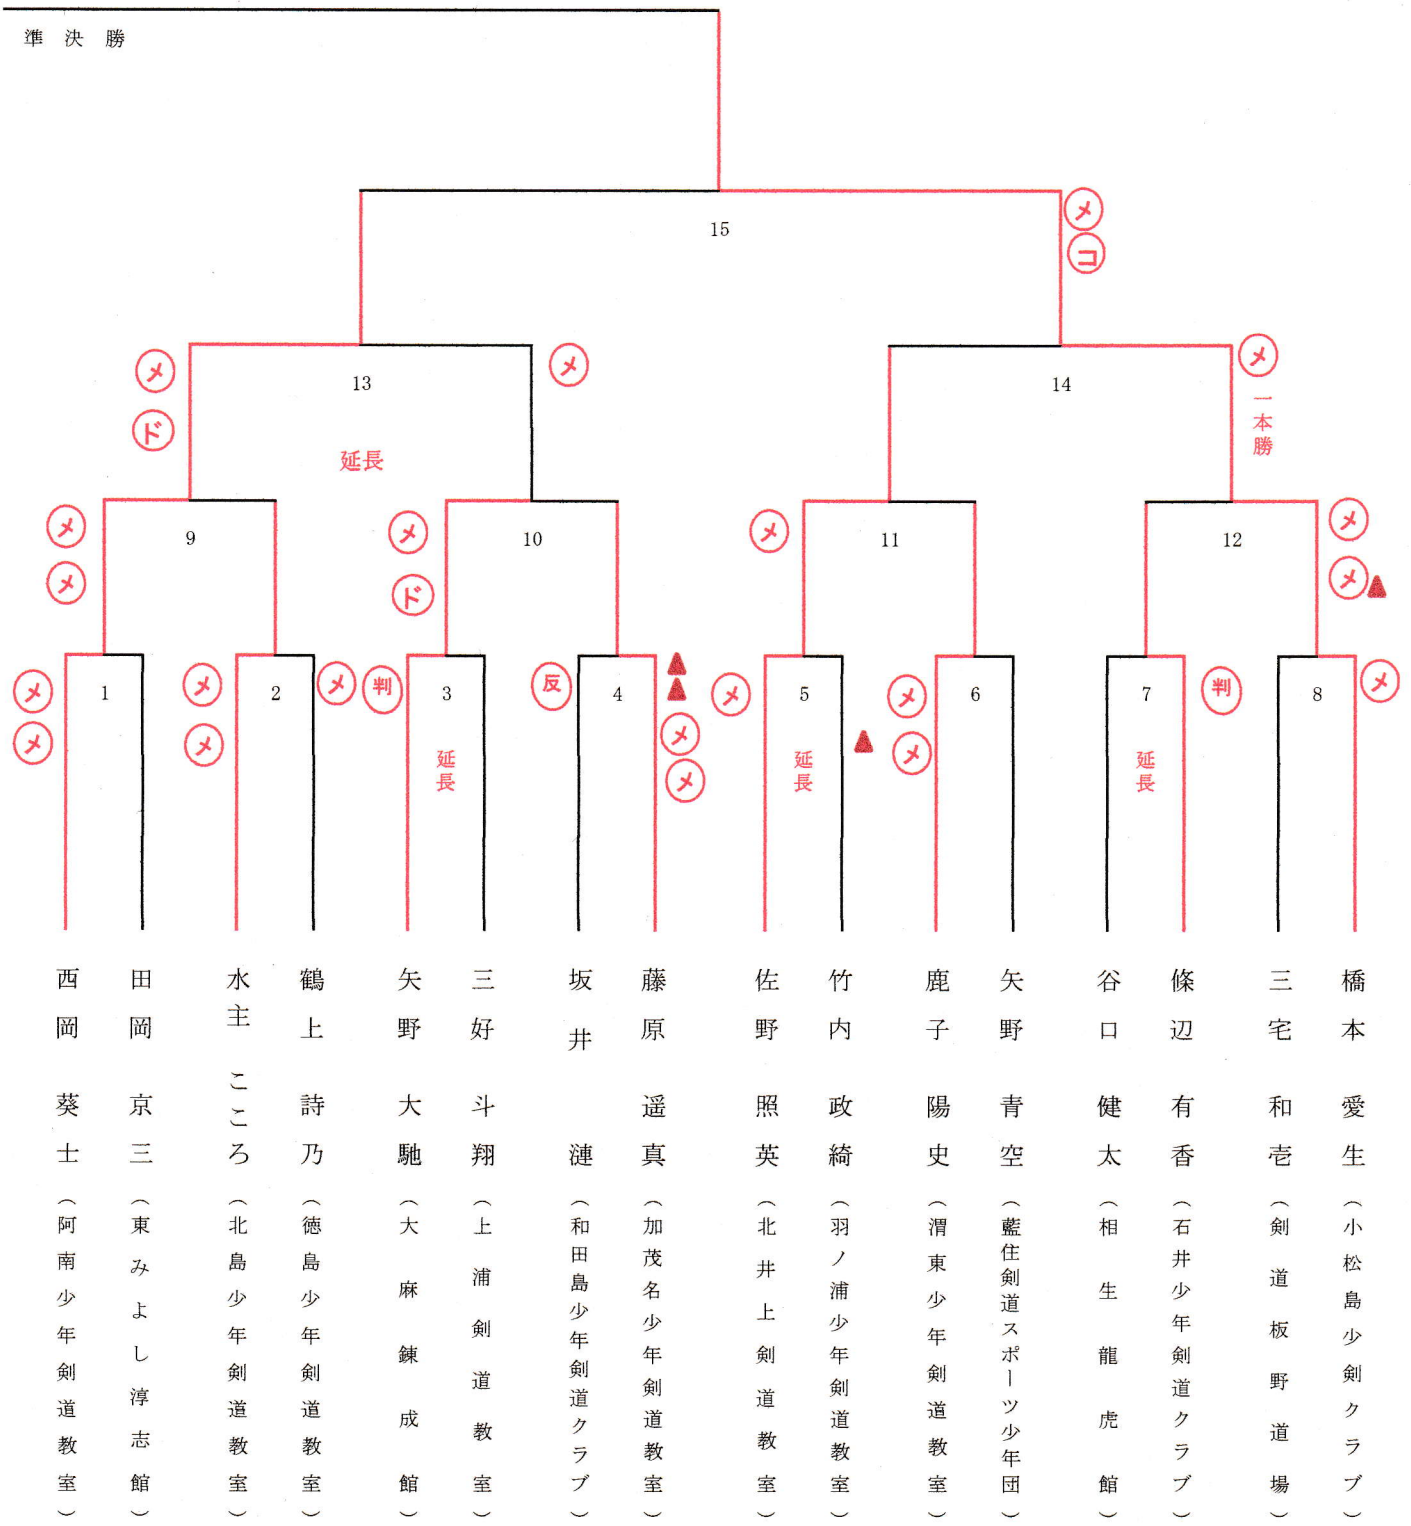 準決勝
15
メ
コ
メ
ド
13
延長
メ
14
メ
一本勝
メ
メ
9
メ
ド
10
メ
11
12
メ
メ
メ
メ
1
メ
メ
2
メ
判
3
延長
反
4
メ
メ
メ
5
延長
メ
メ
6
7
延長
判
8
メ
西岡 葵士 (阿南少年剣道教室)
田岡 京三 (東みよし淳志館)
水主 こころ (北島少年剣道教室)
鶴上 詩乃 (徳島少年剣道教室)
矢野 大馳 (大麻錬成館)
三好 斗翔 (上浦剣道教室)
坂井 漣 (和田島少年剣道クラブ)
藤原 遥真 (加茂名少年剣道教室)
佐野 照英 (北井上剣道教室)
竹内 政綺 (羽ノ浦少年剣道教室)
鹿子 陽史 (渭東少年剣道教室)
矢野 青空 (藍住剣道スポーツ少年団)
谷口 健太 (相生龍虎館)
條辺 有香 (石井少年剣道クラブ)
三宅 和壱 (剣道板野道場)
橋本 愛生 (小松島少剣クラブ)